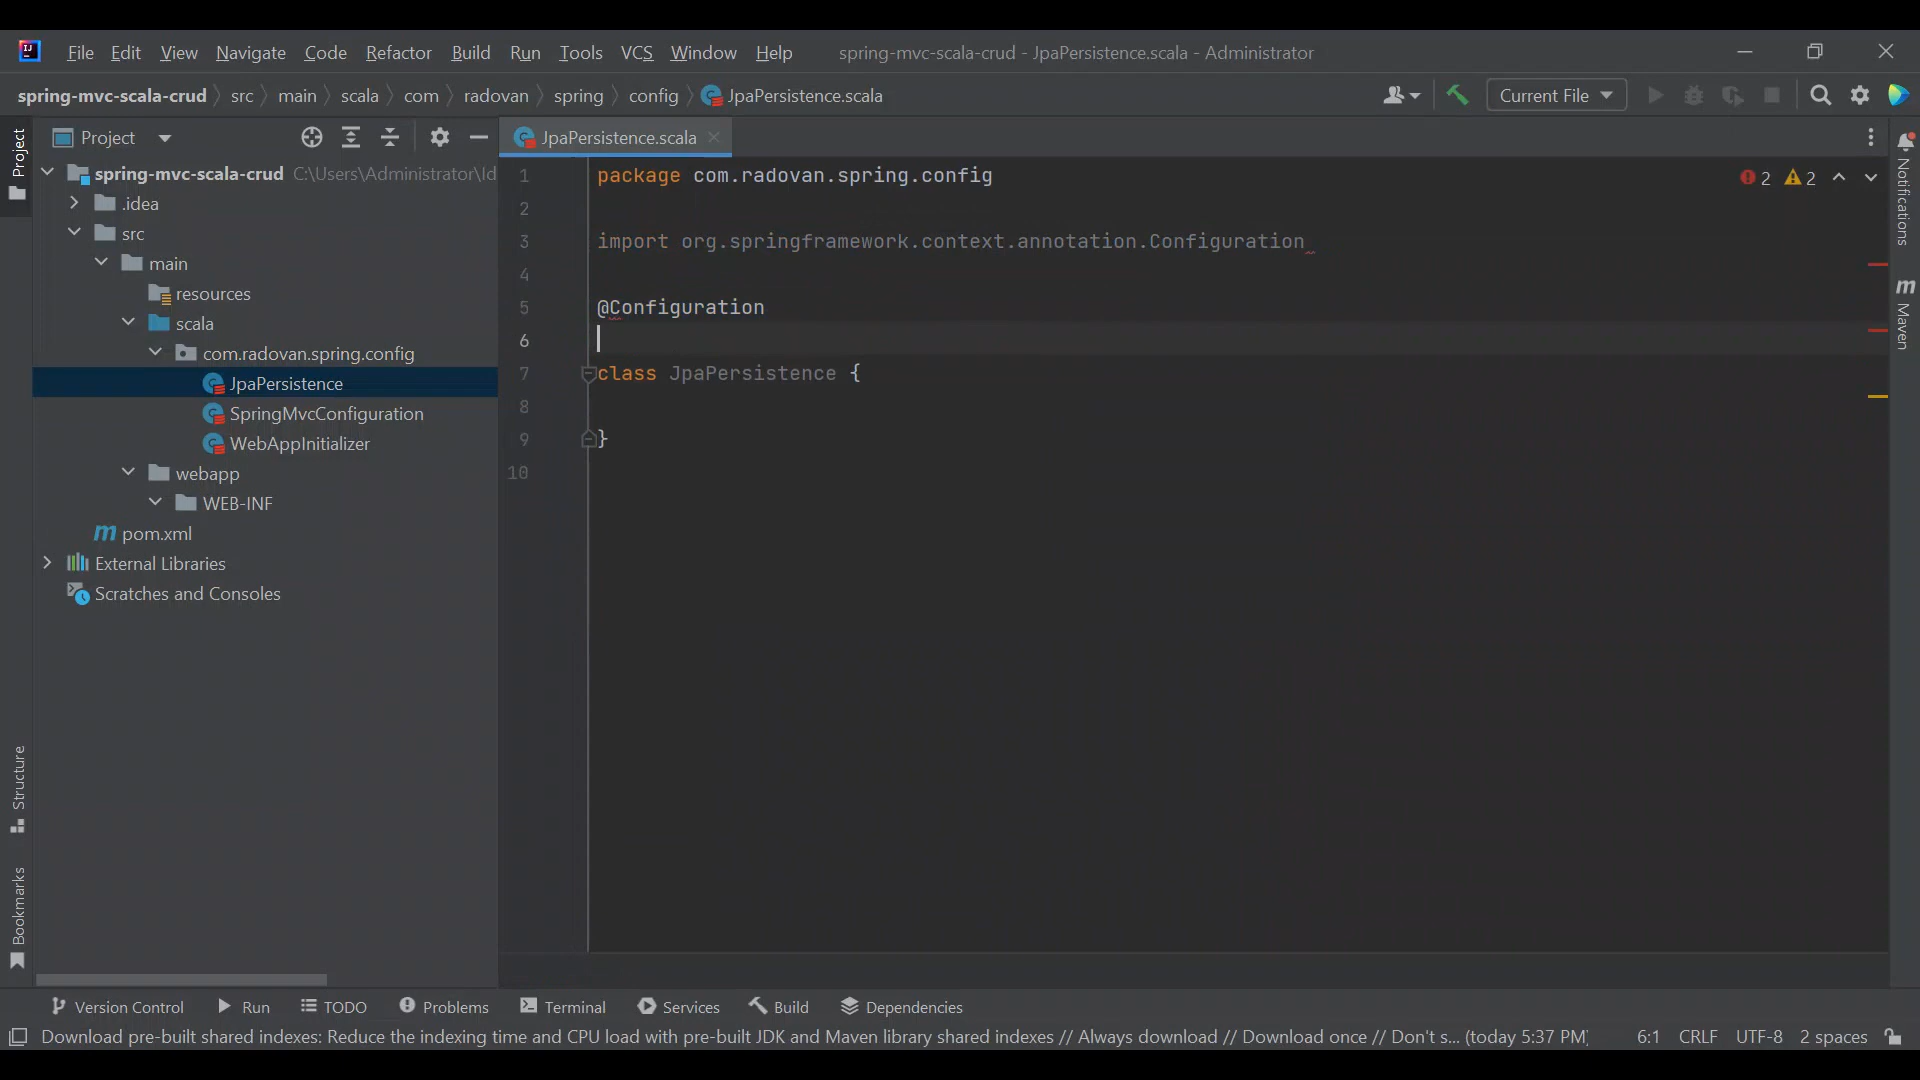 File Edit View Navigate Code Refactor Build Run Tools VCS Window Help spring-mvc-scala-crud - JpaPersistence.scala - Administrator
spring-mvc-scala-crud src main scala com radovan spring config JpaPersistence.scala Current File
Project
Project
JpaPersistence.scala
spring-mvc-scala-crud C:\Users\Administrator\Id
.idea
src
main
resources
scala
com.radovan.spring.config
JpaPersistence
SpringMvcConfiguration
WebAppInitializer
webapp
WEB-INF
pom.xml
External Libraries
Scratches and Consoles
1 package com.radovan.spring.config
2
3 import org.springframework.context.annotation.Configuration
4
5 @Configuration
6
7 class JpaPersistence {
8
9 }
10
2 2
Notifications
Maven
Structure
Bookmarks
Version Control Run TODO Problems Terminal Services Build Dependencies
Download pre-built shared indexes: Reduce the indexing time and CPU load with pre-built JDK and Maven library shared indexes // Always download // Download once // Don't s... (today 5:37 PM) 6:1 CRLF UTF-8 2 spaces